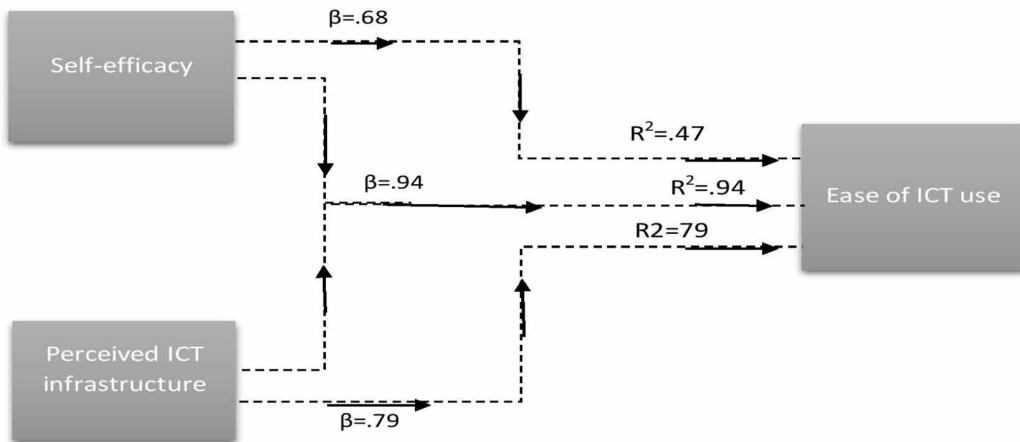 β=.68
Self-efficacy
R²=.47
β=.94
R²=.94
Ease of ICT use
R2=79
Perceived ICT
infrastructure
β=.79